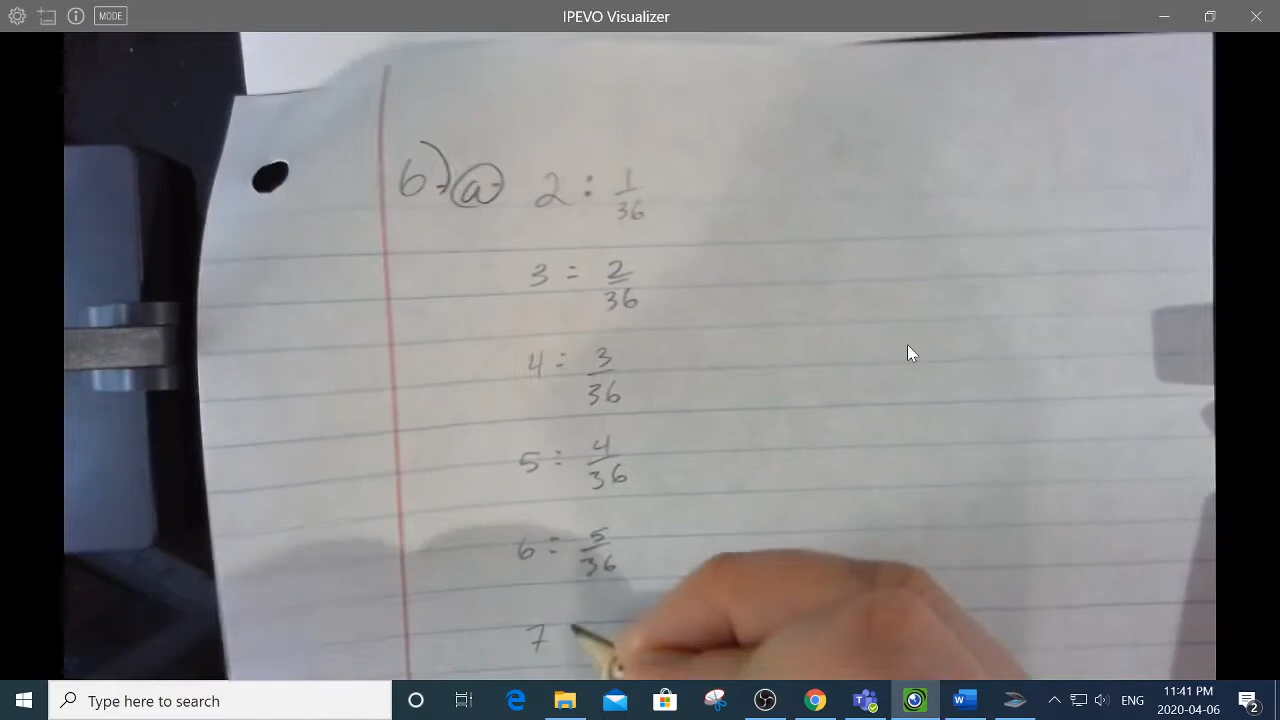 MODE
IPEVO Visualizer
6) a) 2 : 1/36
3 = 2/36
4 = 3/36
5 = 4/36
6 = 5/36
7
Type here to search
ENG
11:41 PM
2020-04-06
2